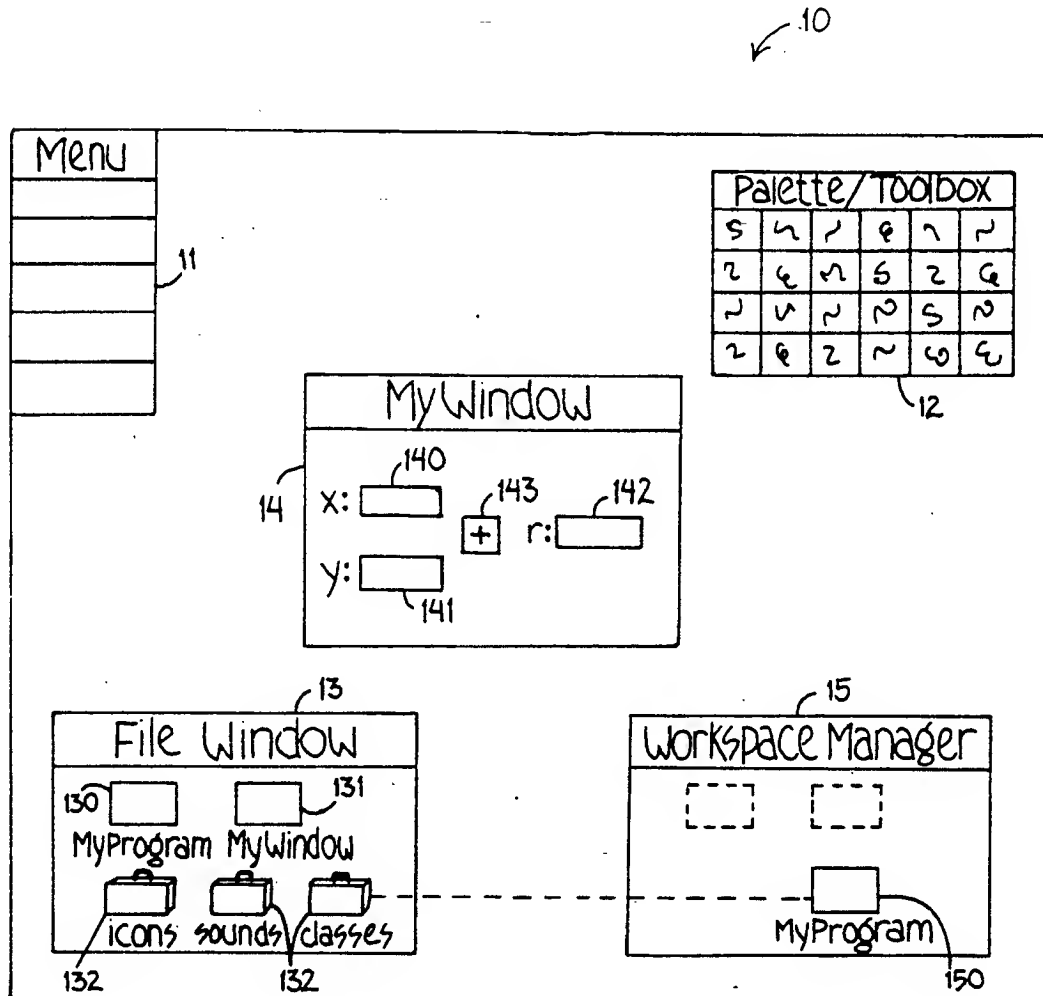 10
Menu
11
Palette/Toolbox
12
MyWindow
14
x:
140
143
+
r:
142
y:
141
13
File Window
130
131
MyProgram MyWindow
icons sounds classes
132
132
15
Workspace Manager
MyProgram
150